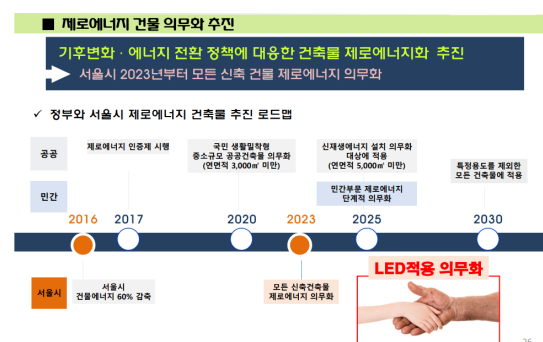 ■ 제로에너지 건물 의무화 추진
기후변화 · 에너지 전환 정책에 대응한 건축물 제로에너지화 추진
서울시 2023년부터 모든 신축 건물 제로에너지 의무화
✓ 정부와 서울시 제로에너지 건축물 추진 로드맵
공공
제로에너지 인증제 시행
국민 생활밀착형
중소규모 공공건축물 의무화
(연면적 3,000㎡ 미만)
신재생에너지 설치 의무화
대상에 적용
(연면적 5,000㎡ 미만)
특정용도를 제외한
모든 건축물에 적용
민간
민간부문 제로에너지
단계적 의무화
2016 2017 2020 2023 2025 2030
LED적용 의무화
서울시
서울시
건물에너지 60% 감축
모든 신축건축물
제로에너지 의무화
26